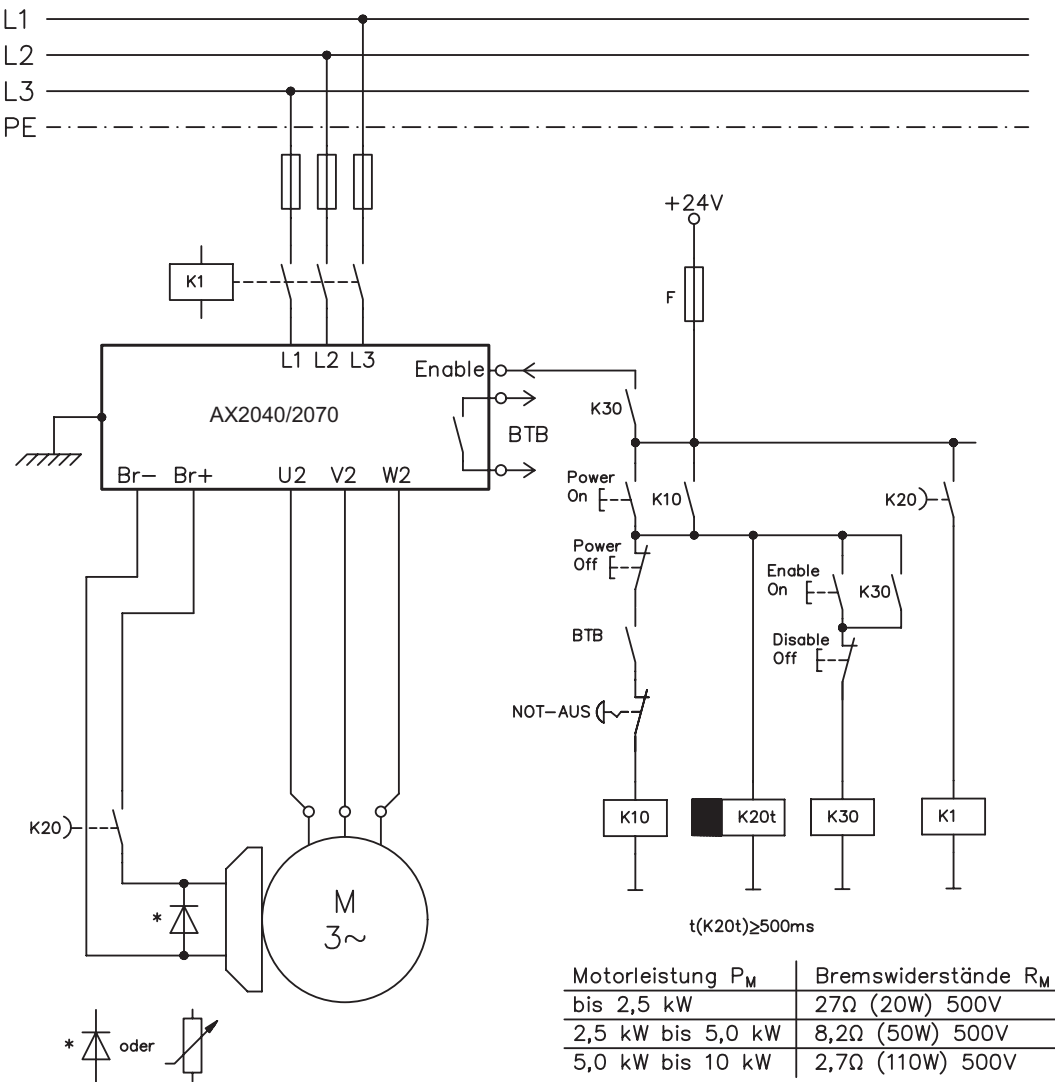 L1
L2
L3
PE
+24V
F
K1
L1 L2 L3
Enable
AX2040/2070
BTB
K30
Br– Br+ U2 V2 W2
Power
On
K10
K20
Power
Off
Enable
On
K30
BTB
Disable
Off
NOT–AUS
K10
K20t
K30
K1
K20
*
M
3~
t(K20t)≥500ms
Motorleistung PM Bremswiderstände RM
bis 2,5 kW 27Ω (20W) 500V
2,5 kW bis 5,0 kW 8,2Ω (50W) 500V
5,0 kW bis 10 kW 2,7Ω (110W) 500V
* oder